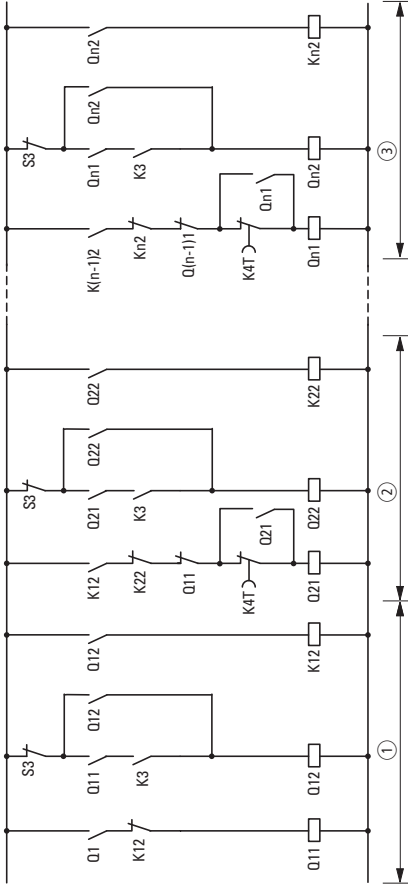 Qn2
Kn2
Qn2
S3
Qn1
K3
Qn2
K(n-1)2
Kn2
Q(n-1)1
K4T
Qn1
Qn1
③
Q22
K22
Q22
S3
Q21
K3
Q22
K12
K22
Q11
K4T
Q21
Q21
②
Q12
K12
Q12
S3
Q11
K3
Q12
Q1
K12
Q11
①